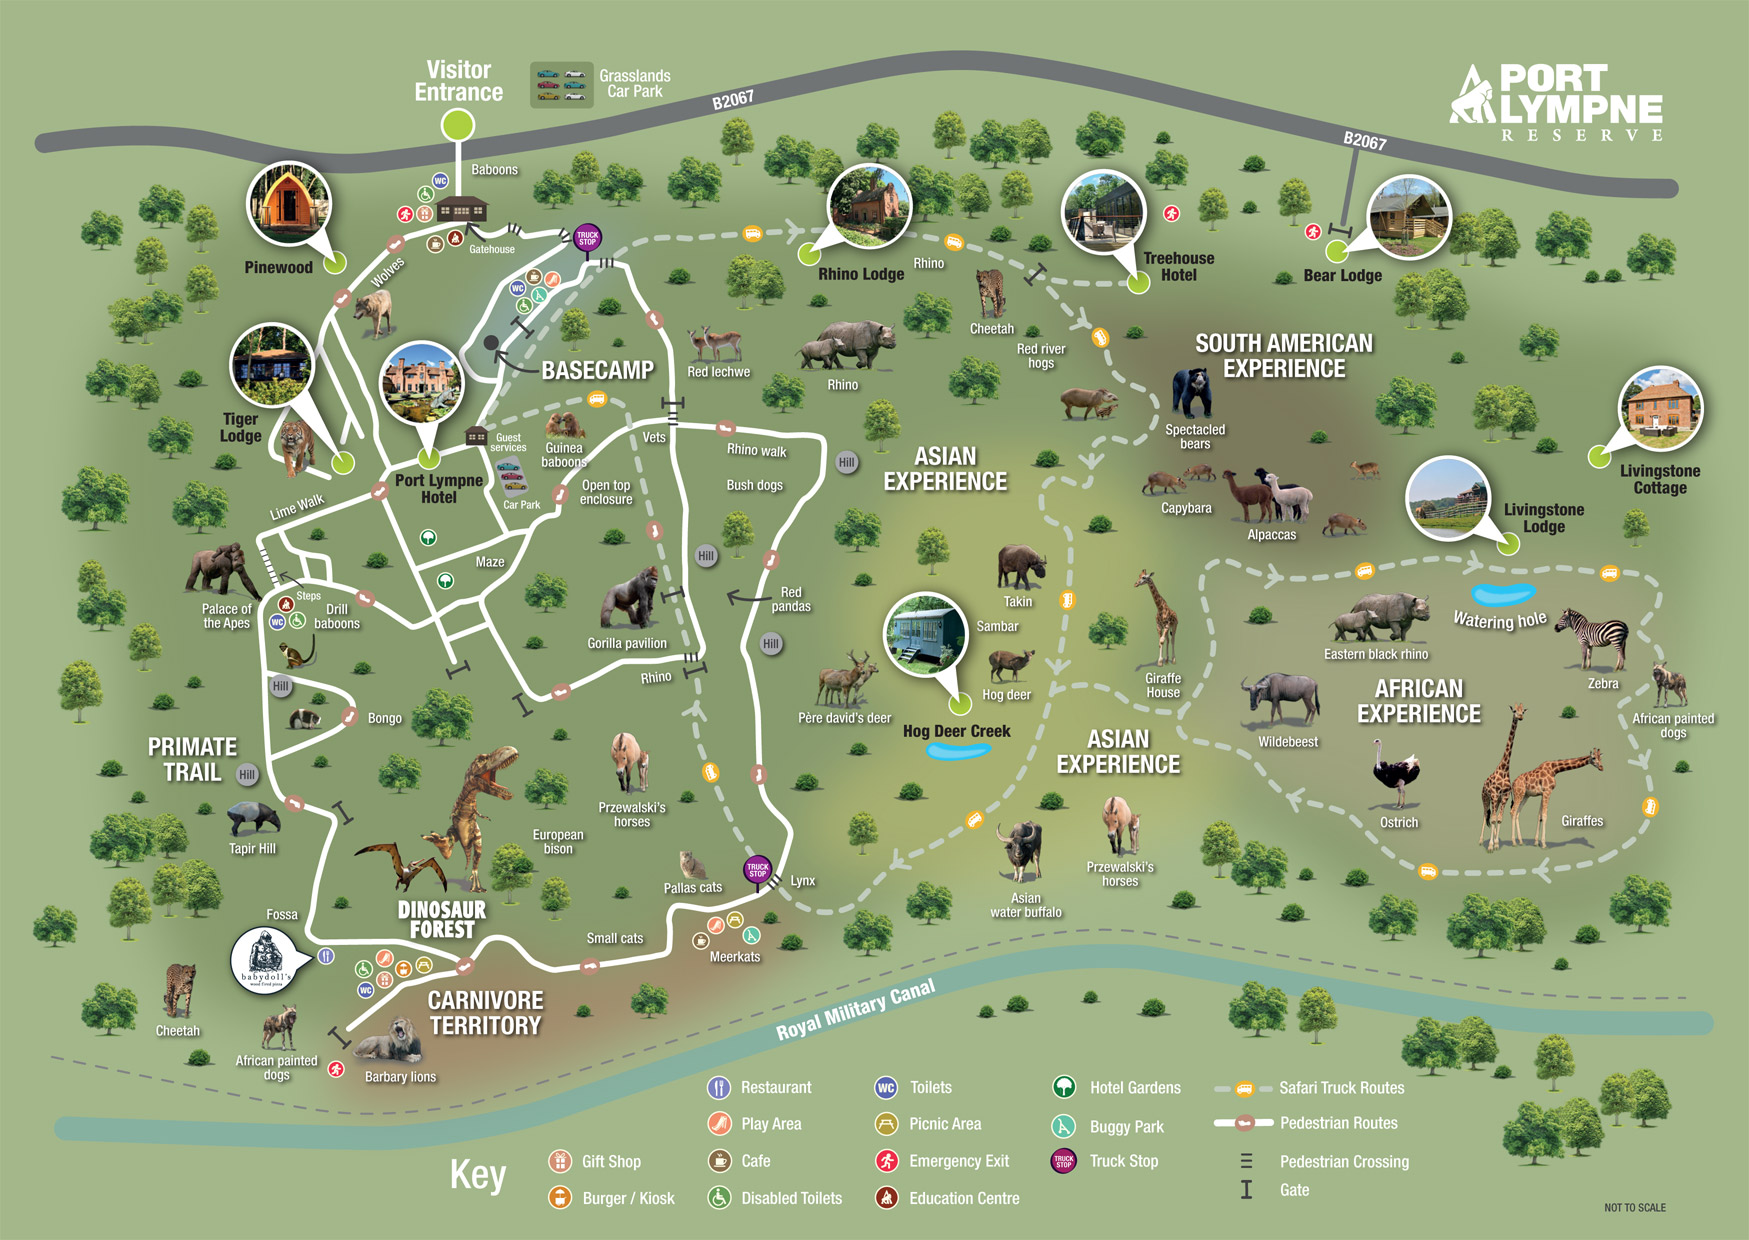 Visitor
Entrance
Grasslands
Car Park
B2067
B2067
PORT
LYMPNE
RESERVE
Baboons
WC
Gatehouse
TRUCK
STOP
Pinewood
Wolves
WC
Rhino Lodge
Rhino
Treehouse
Hotel
Bear Lodge
Cheetah
Red river
hogs
SOUTH AMERICAN
EXPERIENCE
BASECAMP
Red lechwe
Rhino
Tiger
Lodge
Spectacled
bears
Guest
services
Guinea
baboons
Vets
Rhino walk
Hill
ASIAN
EXPERIENCE
Port Lympne
Hotel
Car Park
Open top
enclosure
Bush dogs
Livingstone
Cottage
Lime Walk
Capybara
Alpaccas
Livingstone
Lodge
Maze
Hill
Palace of
the Apes
Steps
WC
Drill
baboons
Red
pandas
Takin
Sambar
Watering hole
Gorilla pavilion
Hill
Eastern black rhino
Zebra
Rhino
Hog deer
Giraffe
House
Hill
Bongo
Père david's deer
Hog Deer Creek
AFRICAN
EXPERIENCE
African painted
dogs
Wildebeest
PRIMATE
TRAIL
Hill
ASIAN
EXPERIENCE
Przewalski's
horses
Ostrich
Giraffes
Tapir Hill
European
bison
Przewalski's
horses
Pallas cats
TRUCK
STOP
Lynx
Asian
water buffalo
DINOSAUR
FOREST
Fossa
Small cats
Meerkats
babydoll's
wood fired pizza
WC
CARNIVORE
TERRITORY
Cheetah
African painted
dogs
Barbary lions
Royal Military Canal
Key
Restaurant
WC Toilets
Hotel Gardens
Safari Truck Routes
Play Area
Picnic Area
Buggy Park
Pedestrian Routes
Gift Shop
Cafe
Emergency Exit
TRUCK
STOP
Truck Stop
Pedestrian Crossing
Burger / Kiosk
Disabled Toilets
Education Centre
Gate
NOT TO SCALE